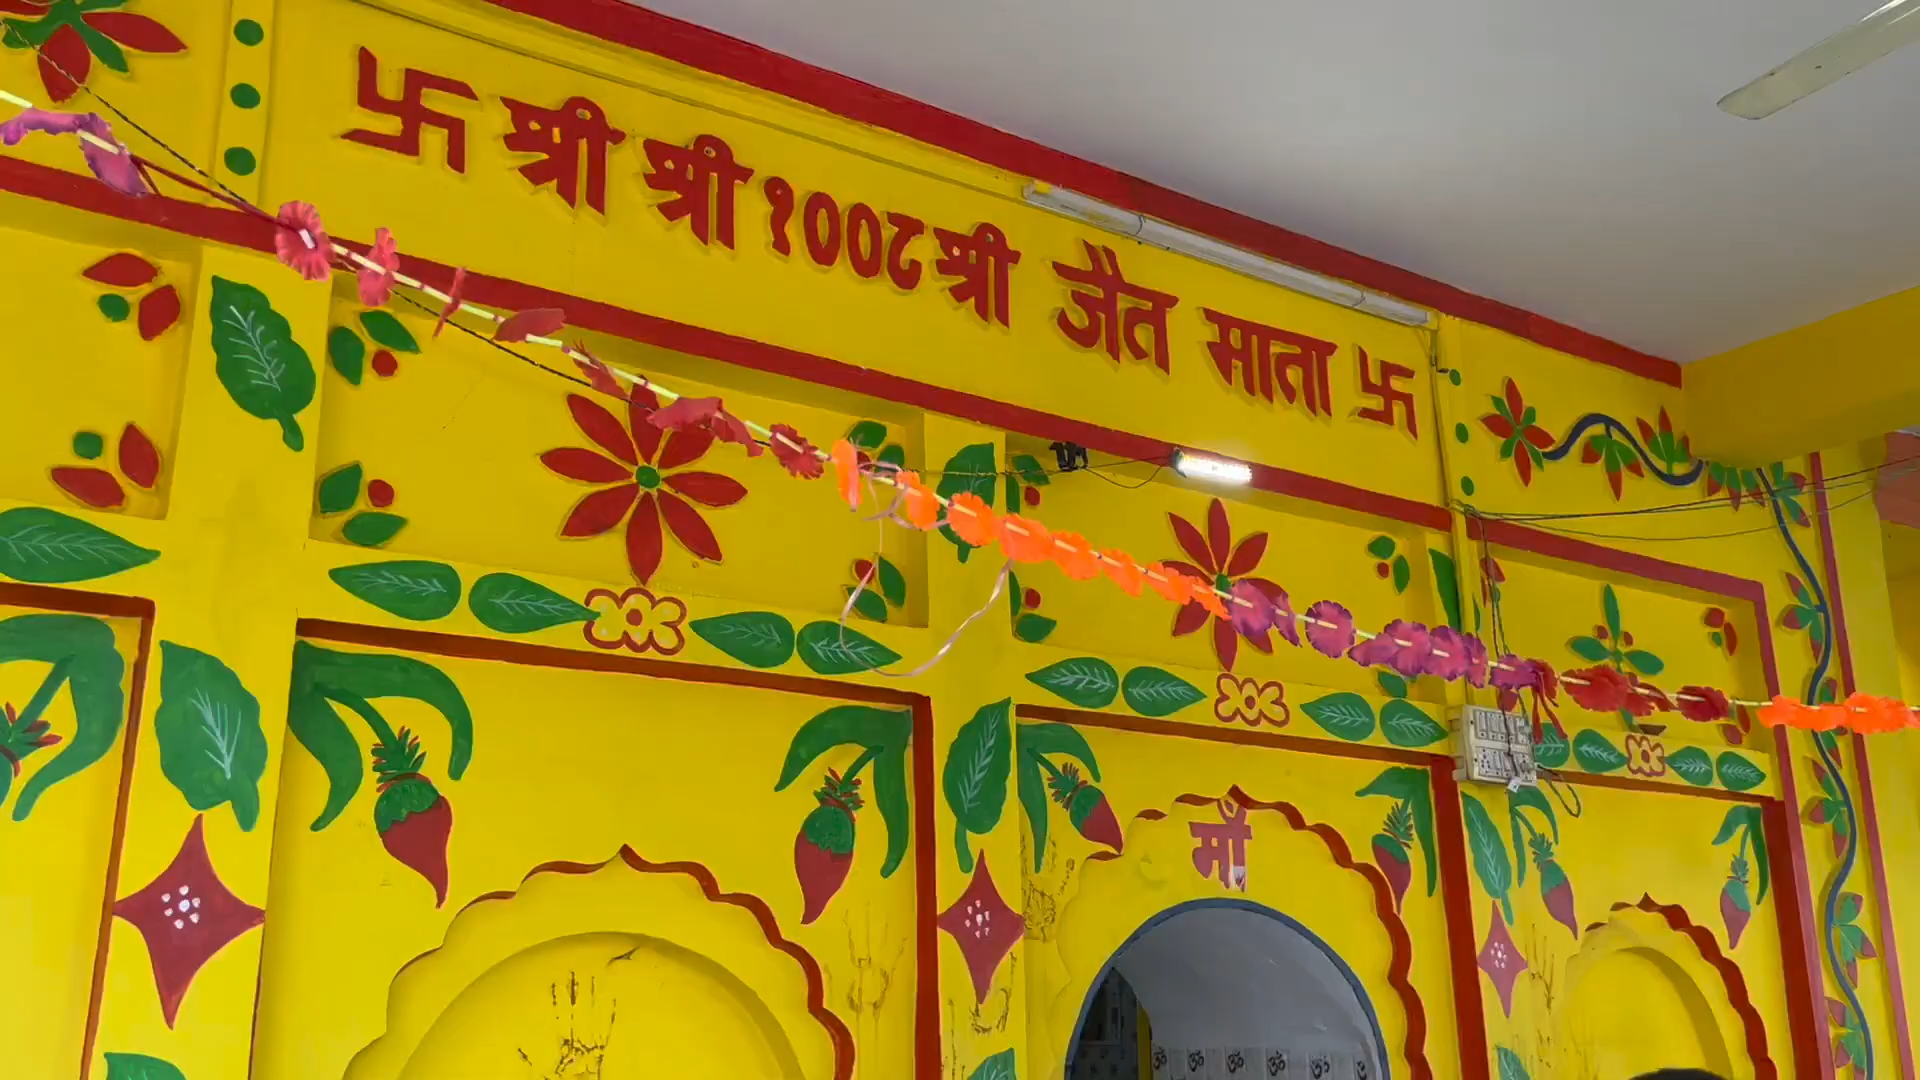 卐 श्री श्री १००८ श्री जैत माता 卐
माँ
ॐ ॐ ॐ ॐ ॐ